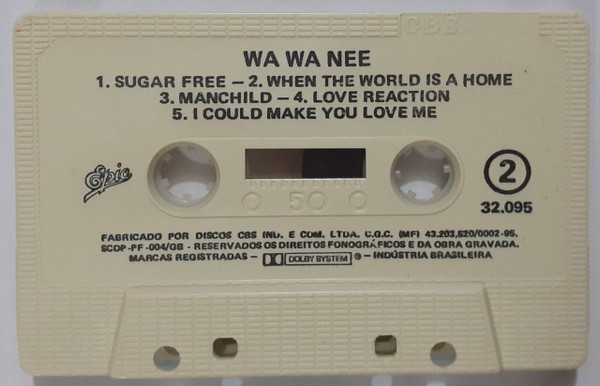 CBS
WA WA NEE
1. SUGAR FREE – 2. WHEN THE WORLD IS A HOME
3. MANCHILD – 4. LOVE REACTION
5. I COULD MAKE YOU LOVE ME
Epic
50
2
32.095
FABRICADO POR DISCOS CBS IND. E COM. LTDA. C.G.C. (MF) 43.203,520/0002-95.
SCDP-PF-004/GB - RESERVADOS OS DIREITOS FONOGRÁFICOS E DA OBRA GRAVADA.
MARCAS REGISTRADAS – DOLBY SYSTEM ® – INDÚSTRIA BRASILEIRA